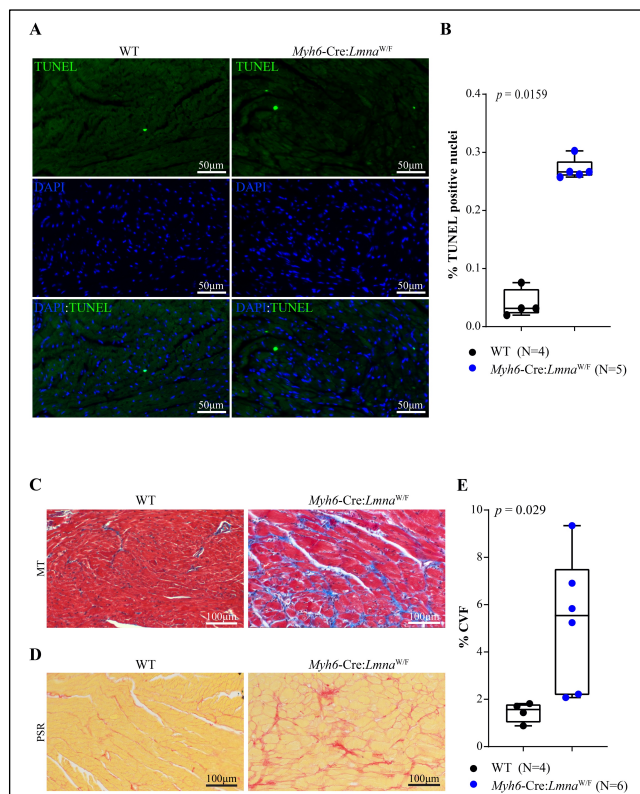 A
WT
Myh6-Cre:Lmna^W/F
TUNEL
TUNEL
50μm
50μm
DAPI
DAPI
50μm
50μm
DAPI:TUNEL
DAPI:TUNEL
50μm
50μm
B
p = 0.0159
0.4
0.3
0.2
0.1
0.0
% TUNEL positive nuclei
WT (N=4)
Myh6-Cre:Lmna^W/F (N=5)
C
WT
Myh6-Cre:Lmna^W/F
MT
100μm
100μm
D
WT
Myh6-Cre:Lmna^W/F
PSR
100μm
100μm
E
p = 0.029
10
8
6
4
2
0
% CVF
WT (N=4)
Myh6-Cre:Lmna^W/F (N=6)